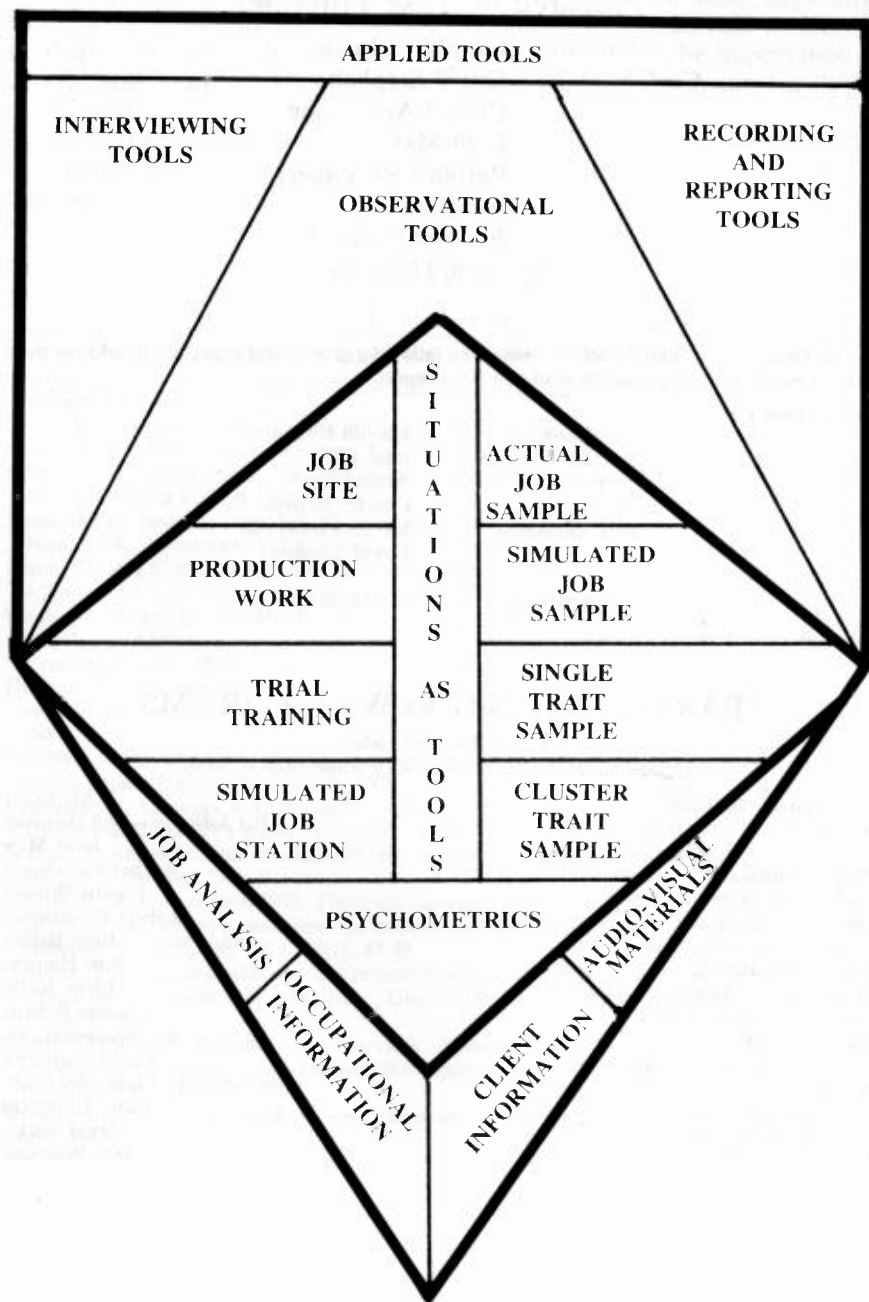 APPLIED TOOLS
INTERVIEWING
TOOLS
OBSERVATIONAL
TOOLS
RECORDING
AND
REPORTING
TOOLS
SITUATIONS AS TOOLS
JOB
SITE
ACTUAL
JOB
SAMPLE
PRODUCTION
WORK
SIMULATED
JOB
SAMPLE
TRIAL
TRAINING
SINGLE
TRAIT
SAMPLE
SIMULATED
JOB
STATION
CLUSTER
TRAIT
SAMPLE
PSYCHOMETRICS
JOB ANALYSIS
OCCUPATIONAL
INFORMATION
CLIENT
INFORMATION
AUDIO-VISUAL
MATERIALS